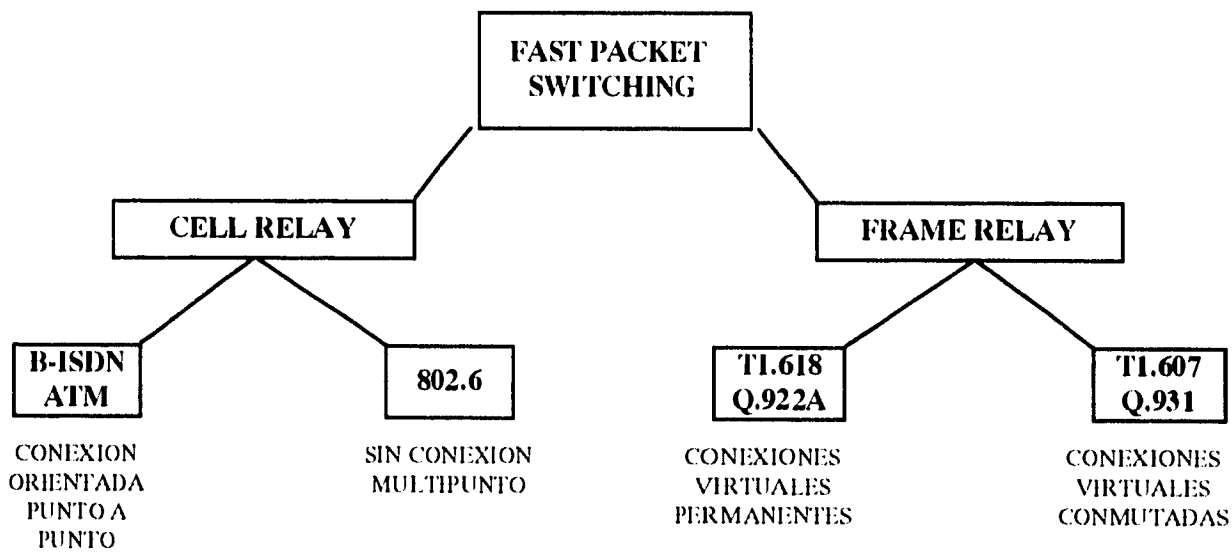 FAST PACKET
SWITCHING
CELL RELAY
FRAME RELAY
B-ISDN
ATM
802.6
T1.618
Q.922A
T1.607
Q.931
CONEXION
ORIENTADA
PUNTO A
PUNTO
SIN CONEXION
MULTIPUNTO
CONEXIONES
VIRTUALES
PERMANENTES
CONEXIONES
VIRTUALES
CONMUTADAS